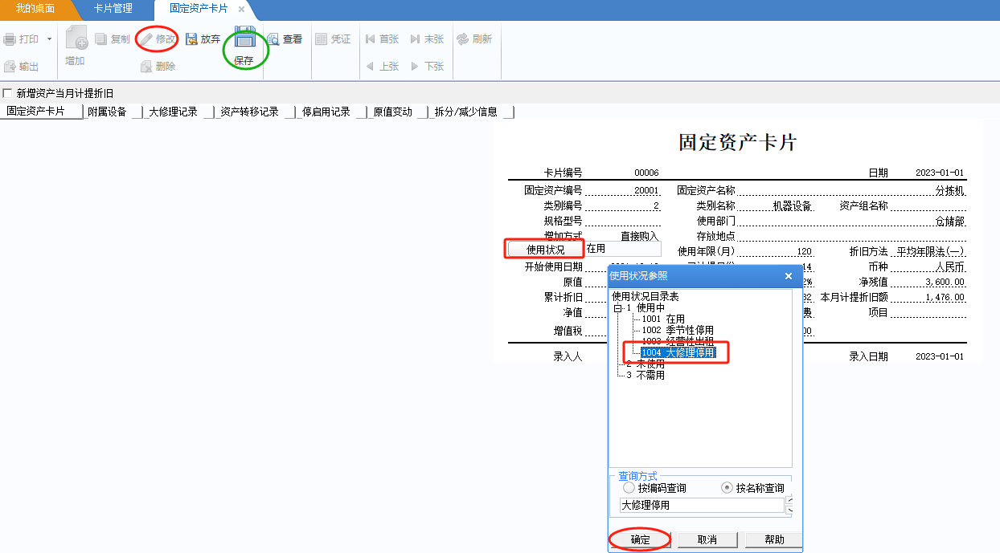 我的桌面 卡片管理 固定资产卡片
打印 复制 修改 放弃 查看 凭证 首张 末张 刷新
增加 保存
输出 删除 上张 下张
新增资产当月计提折旧
固定资产卡片 附属设备 大修理记录 资产转移记录 停启用记录 原值变动 拆分/减少信息
固定资产卡片
卡片编号 00006 日期 2023-01-01
固定资产编号 20001 固定资产名称 分拣机
类别编号 2 类别名称 机器设备 资产组名称
规格型号 使用部门 仓储部
增加方式 直接购入 存放地点
使用状况 在用 使用年限(月) 120 折旧方法 平均年限法(一)
开始使用日期 14 币种 人民币
原值 2% 净残值 3,600.00
累计折旧 32 本月计提折旧额 1,476.00
净值 费 项目
增值税 00
录入人 录入日期 2023-01-01
使用状况参照
使用状况目录表
1 使用中
1001 在用
1002 季节性停用
1003 经营性出租
1004 大修理停用
2 未使用
3 不需用
查询方式
按编码查询 按名称查询
大修理停用
确定 取消 帮助